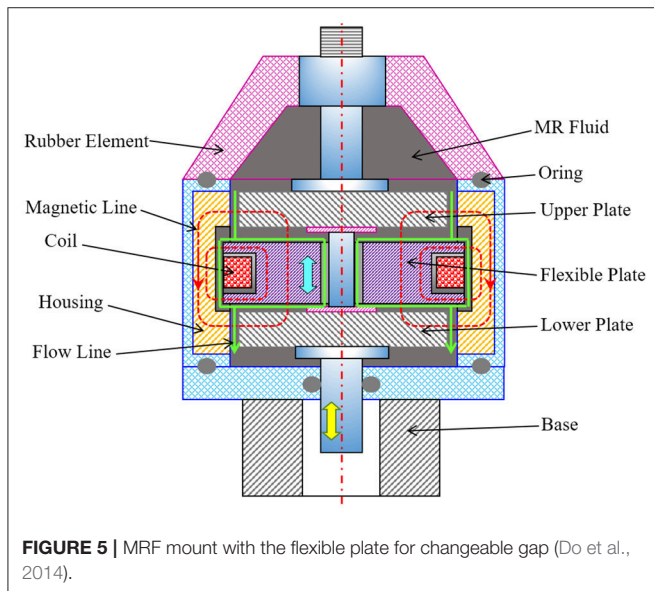 Rubber Element
Magnetic Line
Coil
Housing
Flow Line
MR Fluid
Oring
Upper Plate
Flexible Plate
Lower Plate
Base
FIGURE 5 | MRF mount with the flexible plate for changeable gap (Do et al.,
2014).